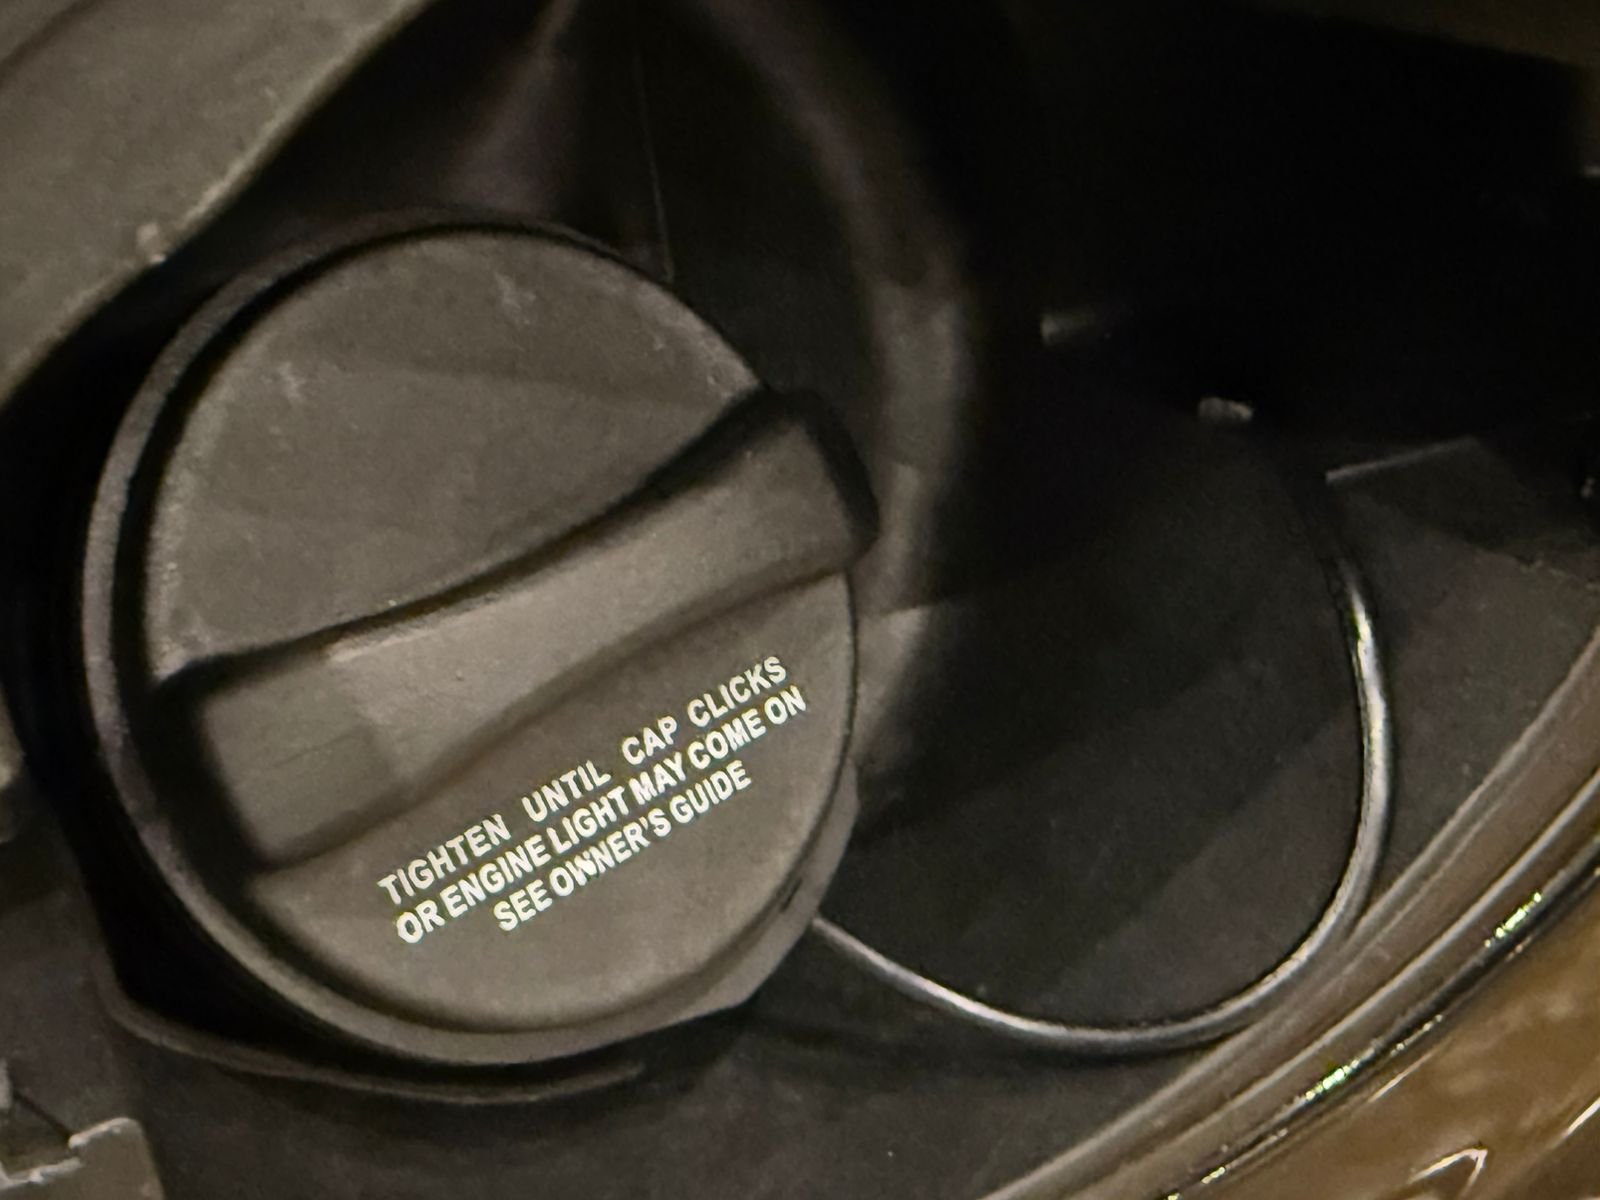 TIGHTEN UNTIL CAP CLICKS
OR ENGINE LIGHT MAY COME ON
SEE OWNER'S GUIDE